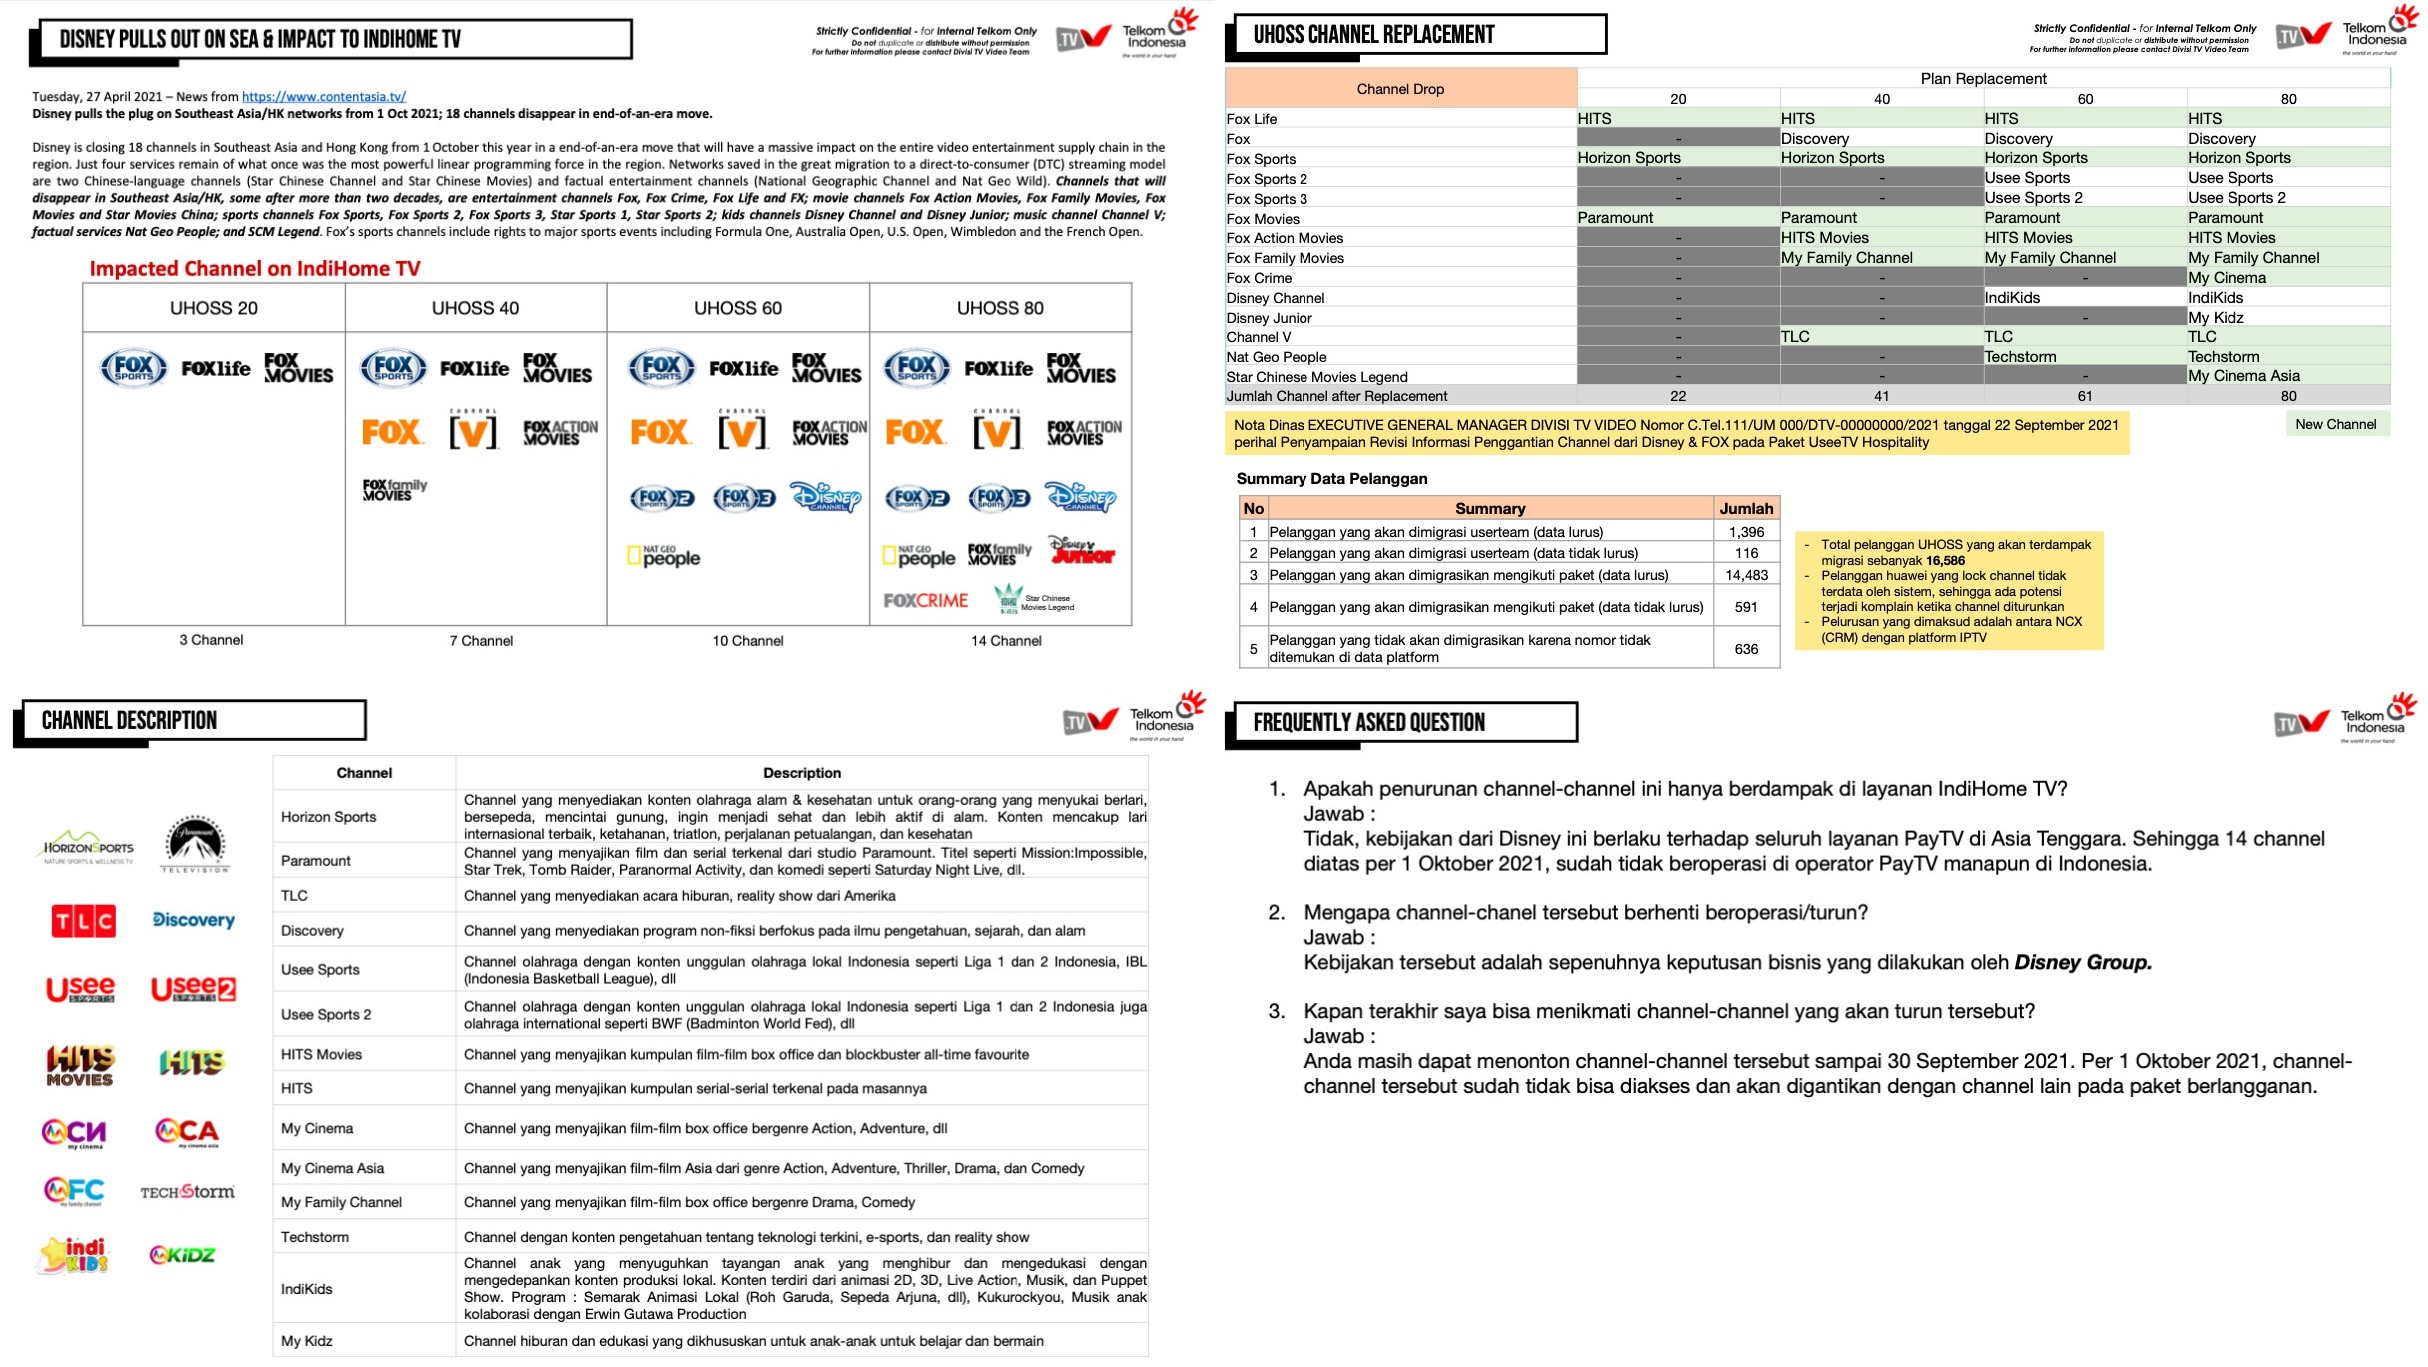 DISNEY PULLS OUT ON SEA & IMPACT TO INDIHOME TV
Strictly Confidential - for Internal Telkom Only
Do not duplicate or distribute without permission
For further information please contact Divisi TV Video Team
.TV
Telkom
Indonesia
the world in your hand
Tuesday, 27 April 2021 – News from https://www.contentasia.tv/
Disney pulls the plug on Southeast Asia/HK networks from 1 Oct 2021; 18 channels disappear in end-of-an-era move.
Disney is closing 18 channels in Southeast Asia and Hong Kong from 1 October this year in a end-of-an-era move that will have a massive impact on the entire video entertainment supply chain in the
region. Just four services remain of what once was the most powerful linear programming force in the region. Networks saved in the great migration to a direct-to-consumer (DTC) streaming model
are two Chinese-language channels (Star Chinese Channel and Star Chinese Movies) and factual entertainment channels (National Geographic Channel and Nat Geo Wild). Channels that will
disappear in Southeast Asia/HK, some after more than two decades, are entertainment channels Fox, Fox Crime, Fox Life and FX; movie channels Fox Action Movies, Fox Family Movies, Fox
Movies and Star Movies China; sports channels Fox Sports, Fox Sports 2, Fox Sports 3, Star Sports 1, Star Sports 2; kids channels Disney Channel and Disney Junior; music channel Channel V;
factual services Nat Geo People; and SCM Legend. Fox's sports channels include rights to major sports events including Formula One, Australia Open, U.S. Open, Wimbledon and the French Open.
Impacted Channel on IndiHome TV
UHOSS 20 UHOSS 40 UHOSS 60 UHOSS 80
FOX SPORTS FOXlife FOX MOVIES FOX SPORTS FOXlife FOX MOVIES FOX SPORTS FOXlife FOX MOVIES FOX SPORTS FOXlife FOX MOVIES
FOX CHANNEL [V] FOX ACTION MOVIES FOX CHANNEL [V] FOX ACTION MOVIES FOX CHANNEL [V] FOX ACTION MOVIES
FOX family MOVIES FOX SPORTS 2 FOX SPORTS 3 Disney CHANNEL FOX SPORTS 2 FOX SPORTS 3 Disney CHANNEL
NAT GEO people NAT GEO people FOX family MOVIES Disney Junior
FOXCRIME Star Chinese Movies Legend
3 Channel 7 Channel 10 Channel 14 Channel
UHOSS CHANNEL REPLACEMENT
Strictly Confidential - for Internal Telkom Only
Do not duplicate or distribute without permission
For further information please contact Divisi TV Video Team
.TV
Telkom
Indonesia
the world in your hand
Channel Drop Plan Replacement
20 40 60 80
Fox Life HITS HITS HITS HITS
Fox - Discovery Discovery Discovery
Fox Sports Horizon Sports Horizon Sports Horizon Sports Horizon Sports
Fox Sports 2 - - Usee Sports Usee Sports
Fox Sports 3 - - Usee Sports 2 Usee Sports 2
Fox Movies Paramount Paramount Paramount Paramount
Fox Action Movies - HITS Movies HITS Movies HITS Movies
Fox Family Movies - My Family Channel My Family Channel My Family Channel
Fox Crime - - - My Cinema
Disney Channel - - IndiKids IndiKids
Disney Junior - - - My Kidz
Channel V - TLC TLC TLC
Nat Geo People - - Techstorm Techstorm
Star Chinese Movies Legend - - - My Cinema Asia
Jumlah Channel after Replacement 22 41 61 80
Nota Dinas EXECUTIVE GENERAL MANAGER DIVISI TV VIDEO Nomor C.Tel.111/UM 000/DTV-00000000/2021 tanggal 22 September 2021
perihal Penyampaian Revisi Informasi Penggantian Channel dari Disney & FOX pada Paket UseeTV Hospitality
New Channel
Summary Data Pelanggan
No Summary Jumlah
1 Pelanggan yang akan dimigrasi userteam (data lurus) 1,396
2 Pelanggan yang akan dimigrasi userteam (data tidak lurus) 116
3 Pelanggan yang akan dimigrasikan mengikuti paket (data lurus) 14,483
4 Pelanggan yang akan dimigrasikan mengikuti paket (data tidak lurus) 591
5 Pelanggan yang tidak akan dimigrasikan karena nomor tidak
ditemukan di data platform 636
- Total pelanggan UHOSS yang akan terdampak
migrasi sebanyak 16,586
- Pelanggan huawei yang lock channel tidak
terdata oleh sistem, sehingga ada potensi
terjadi komplain ketika channel diturunkan
- Pelurusan yang dimaksud adalah antara NCX
(CRM) dengan platform IPTV
CHANNEL DESCRIPTION
.TV
Telkom
Indonesia
the world in your hand
HORIZON SPORTS
NATURE SPORTS & WELLNESS TV
Paramount
TELEVISION
TLC Discovery
Usee SPORTS Usee2 SPORTS
HITS MOVIES HITS
CN my cinema CA my cinema asia
FC my family channel TECHStorm
indi KIDS KiDZ
Channel Description
Horizon Sports Channel yang menyediakan konten olahraga alam & kesehatan untuk orang-orang yang menyukai berlari,
bersepeda, mencintai gunung, ingin menjadi sehat dan lebih aktif di alam. Konten mencakup lari
internasional terbaik, ketahanan, triatlon, perjalanan petualangan, dan kesehatan
Paramount Channel yang menyajikan film dan serial terkenal dari studio Paramount. Titel seperti Mission:Impossible,
Star Trek, Tomb Raider, Paranormal Activity, dan komedi seperti Saturday Night Live, dll.
TLC Channel yang menyediakan acara hiburan, reality show dari Amerika
Discovery Channel yang menyediakan program non-fiksi berfokus pada ilmu pengetahuan, sejarah, dan alam
Usee Sports Channel olahraga dengan konten unggulan olahraga lokal Indonesia seperti Liga 1 dan 2 Indonesia, IBL
(Indonesia Basketball League), dll
Usee Sports 2 Channel olahraga dengan konten unggulan olahraga lokal Indonesia seperti Liga 1 dan 2 Indonesia juga
olahraga international seperti BWF (Badminton World Fed), dll
HITS Movies Channel yang menyajikan kumpulan film-film box office dan blockbuster all-time favourite
HITS Channel yang menyajikan kumpulan serial-serial terkenal pada masannya
My Cinema Channel yang menyajikan film-film box office bergenre Action, Adventure, dll
My Cinema Asia Channel yang menyajikan film-film Asia dari genre Action, Adventure, Thriller, Drama, dan Comedy
My Family Channel Channel yang menyajikan film-film box office bergenre Drama, Comedy
Techstorm Channel dengan konten pengetahuan tentang teknologi terkini, e-sports, dan reality show
IndiKids Channel anak yang menyuguhkan tayangan anak yang menghibur dan mengedukasi dengan
mengedepankan konten produksi lokal. Konten terdiri dari animasi 2D, 3D, Live Action, Musik, dan Puppet
Show. Program : Semarak Animasi Lokal (Roh Garuda, Sepeda Arjuna, dll), Kukurockyou, Musik anak
kolaborasi dengan Erwin Gutawa Production
My Kidz Channel hiburan dan edukasi yang dikhususkan untuk anak-anak untuk belajar dan bermain
FREQUENTLY ASKED QUESTION
.TV
Telkom
Indonesia
the world in your hand
1. Apakah penurunan channel-channel ini hanya berdampak di layanan IndiHome TV?
Jawab :
Tidak, kebijakan dari Disney ini berlaku terhadap seluruh layanan PayTV di Asia Tenggara. Sehingga 14 channel
diatas per 1 Oktober 2021, sudah tidak beroperasi di operator PayTV manapun di Indonesia.
2. Mengapa channel-chanel tersebut berhenti beroperasi/turun?
Jawab :
Kebijakan tersebut adalah sepenuhnya keputusan bisnis yang dilakukan oleh Disney Group.
3. Kapan terakhir saya bisa menikmati channel-channel yang akan turun tersebut?
Jawab :
Anda masih dapat menonton channel-channel tersebut sampai 30 September 2021. Per 1 Oktober 2021, channel-
channel tersebut sudah tidak bisa diakses dan akan digantikan dengan channel lain pada paket berlangganan.